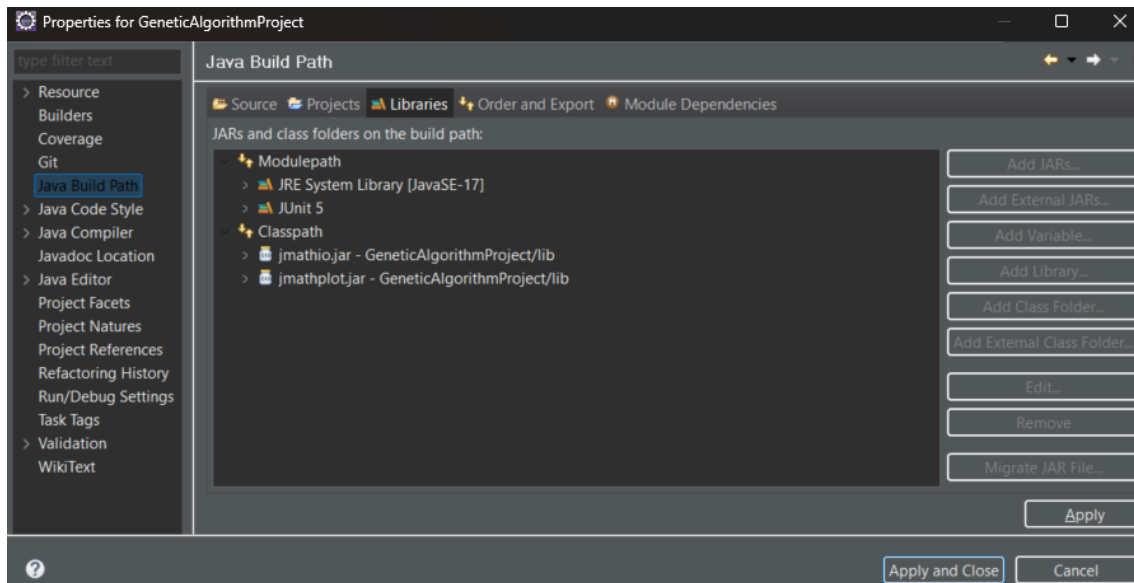 Properties for GeneticAlgorithmProject
type filter text
Resource
Builders
Coverage
Git
Java Build Path
Java Code Style
Java Compiler
Javadoc Location
Java Editor
Project Facets
Project Natures
Project References
Refactoring History
Run/Debug Settings
Task Tags
Validation
WikiText
Java Build Path
Source Projects Libraries Order and Export Module Dependencies
JARs and class folders on the build path:
Modulepath
JRE System Library [JavaSE-17]
JUnit 5
Classpath
jmathio.jar - GeneticAlgorithmProject/lib
jmathplot.jar - GeneticAlgorithmProject/lib
Add JARs...
Add External JARs...
Add Variable...
Add Library...
Add Class Folder...
Add External Class Folder...
Edit...
Remove
Migrate JAR File...
Apply
Apply and Close Cancel